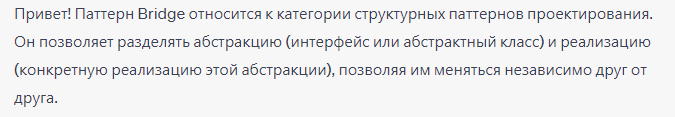 Привет! Паттерн Bridge относится к категории структурных паттернов проектирования.
Он позволяет разделять абстракцию (интерфейс или абстрактный класс) и реализацию
(конкретную реализацию этой абстракции), позволяя им меняться независимо друг от
друга.